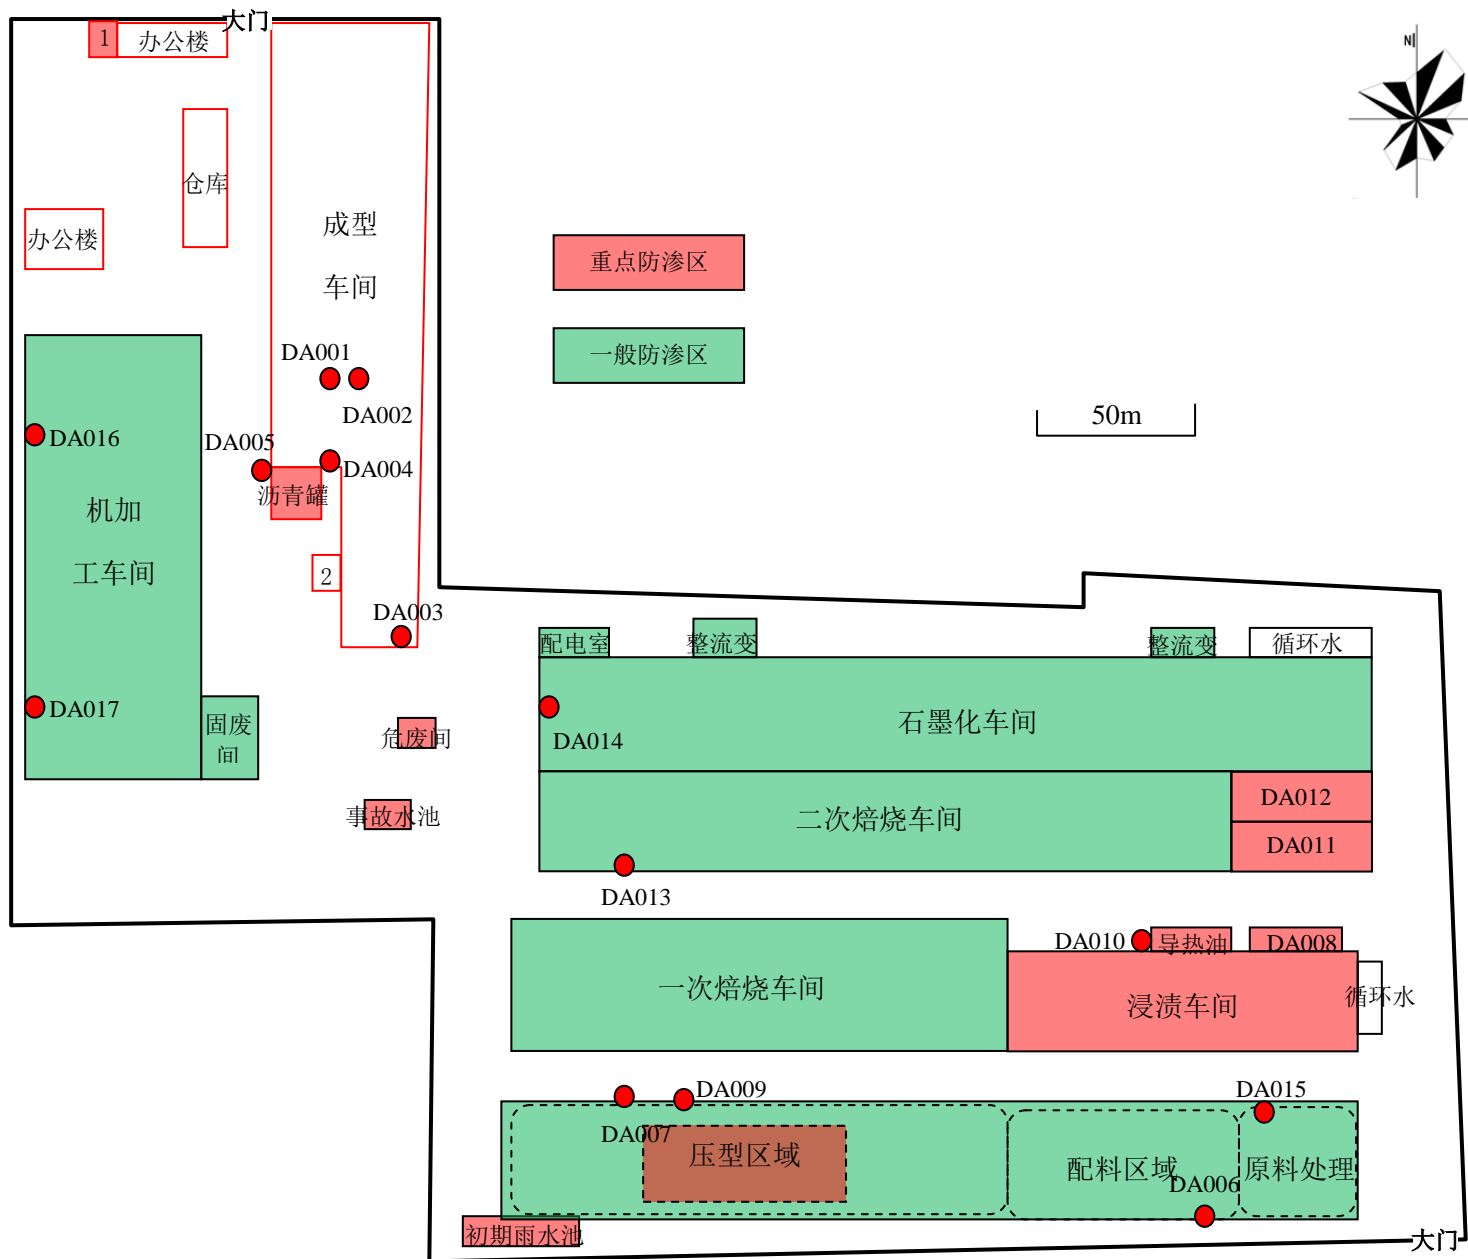 大门
1
办公楼
N
仓库
办公楼
成型
车间
重点防渗区
一般防渗区
50m
DA001
DA002
DA016
DA005
DA004
沥青罐
机加
工车间
2
DA003
配电室
整流变
整流变
循环水
DA017
固废
间
危废间
DA014
石墨化车间
事故水池
二次焙烧车间
DA012
DA011
DA013
DA010
导热油
DA008
一次焙烧车间
浸渍车间
循环水
DA009
DA015
DA007
压型区域
配料区域
原料处理
DA006
初期雨水池
大门